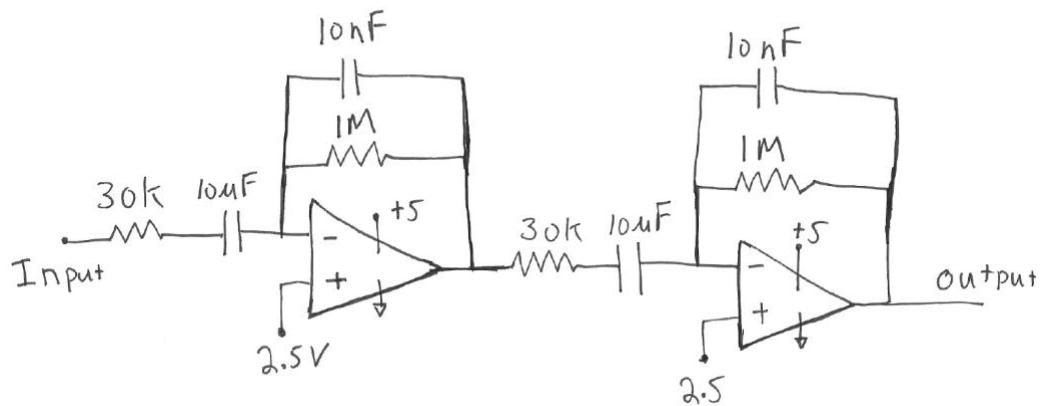 10nF
10nF
1M
1M
30k 10uF
+5
30k 10uF
+5
-
-
Input
+
+
Output
2.5V
2.5